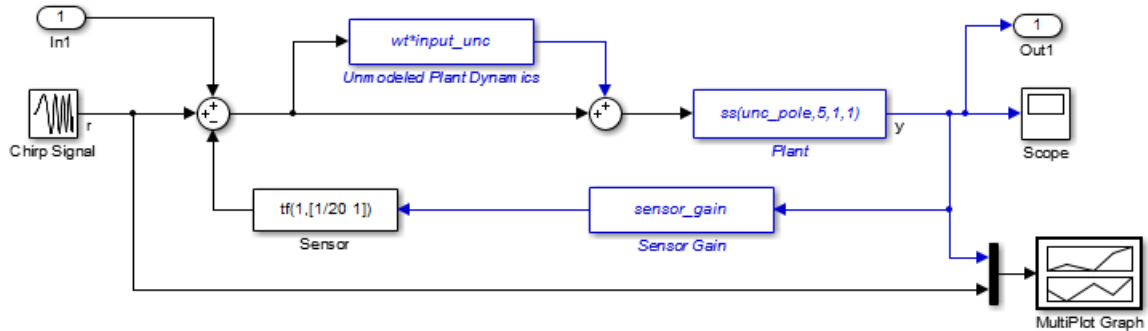 1
In1
wt*input_unc
Unmodeled Plant Dynamics
1
Out1
r
Chirp Signal
+
+
−
+
+
ss(unc_pole,5,1,1)
Plant
y
Scope
tf(1,[1/20 1])
Sensor
sensor_gain
Sensor Gain
MultiPlot Graph